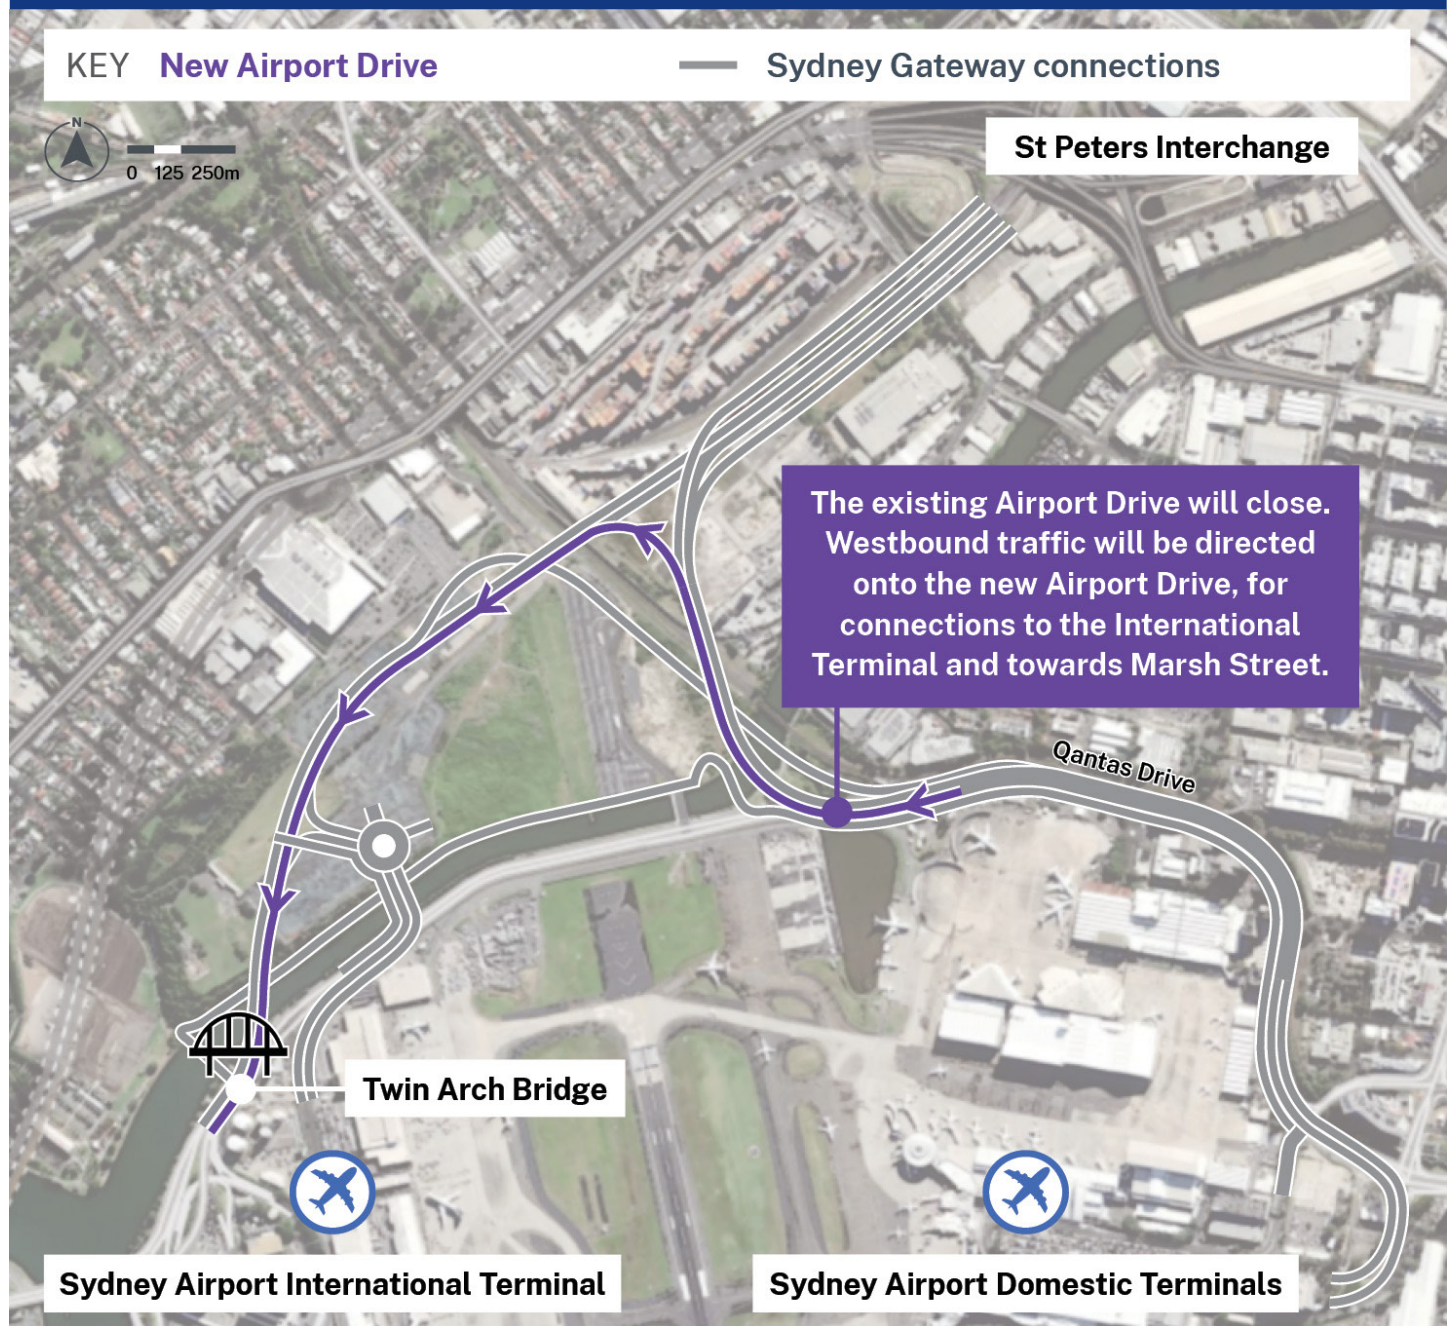 KEY New Airport Drive Sydney Gateway connections
N
0 125 250m
St Peters Interchange
The existing Airport Drive will close.
Westbound traffic will be directed
onto the new Airport Drive, for
connections to the International
Terminal and towards Marsh Street.
Qantas Drive
Twin Arch Bridge
Sydney Airport International Terminal
Sydney Airport Domestic Terminals